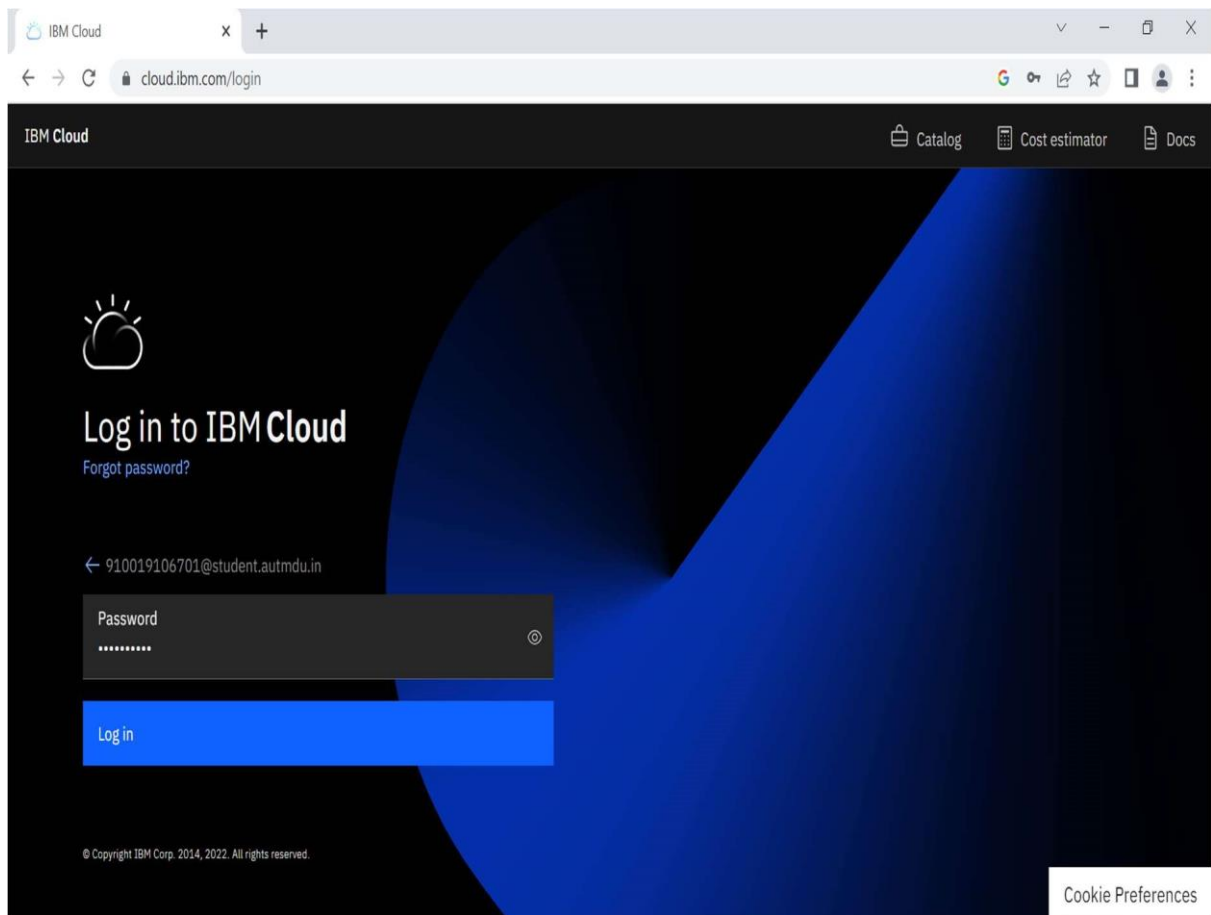 IBM Cloud
cloud.ibm.com/login
IBM Cloud
Catalog
Cost estimator
Docs
Log in to IBM Cloud
Forgot password?
910019106701@student.autmdu.in
Password
••••••••••
Log in
© Copyright IBM Corp. 2014, 2022. All rights reserved.
Cookie Preferences